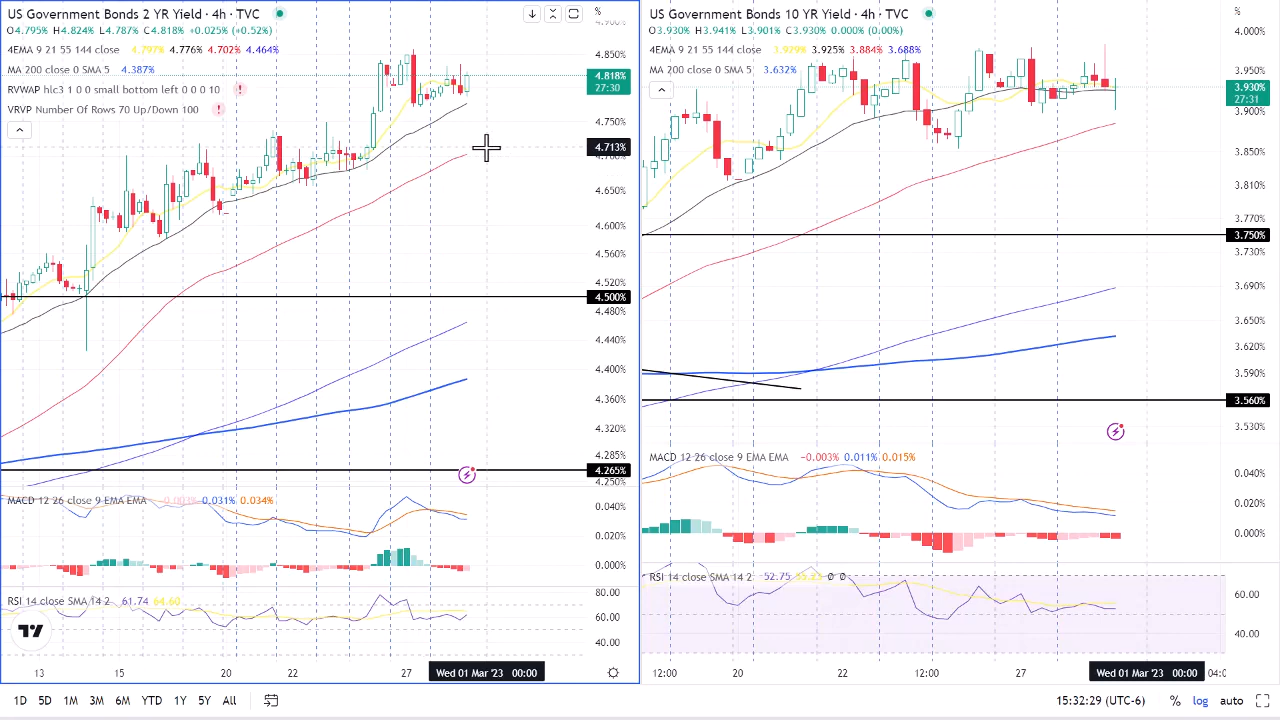 US Government Bonds 2 YR Yield · 4h · TVC
O4.795% H4.824% L4.787% C4.818% +0.025% (+0.52%)
4EMA 9 21 55 144 close 4.797% 4.776% 4.702% 4.464%
MA 200 close 0 SMA 5 4.387%
RVWAP hlc3 1 0 0 small bottom left 0 0 0 10
VRVP Number Of Rows 70 Up/Down 100
%
4.850%
4.818%
27:30
4.750%
4.713%
4.650%
4.600%
4.560%
4.520%
4.500%
4.480%
4.440%
4.400%
4.360%
4.320%
4.285%
4.265%
4.250%
MACD 12 26 close 9 EMA EMA −0.003% 0.031% 0.034%
0.040%
0.020%
0.000%
RSI 14 close SMA 14 2 61.74 64.60
80.00
60.00
40.00
13 15 20 22 27 Wed 01 Mar '23 00:00
US Government Bonds 10 YR Yield · 4h · TVC
O3.930% H3.941% L3.901% C3.930% 0.000% (0.00%)
4EMA 9 21 55 144 close 3.929% 3.925% 3.884% 3.688%
MA 200 close 0 SMA 5 3.632%
%
4.000%
3.950%
3.930%
27:31
3.900%
3.850%
3.810%
3.770%
3.750%
3.730%
3.690%
3.650%
3.620%
3.590%
3.560%
3.530%
MACD 12 26 close 9 EMA EMA −0.003% 0.011% 0.015%
0.040%
0.020%
0.000%
RSI 14 close SMA 14 2 52.75 Ø Ø
60.00
40.00
12:00 20 22 12:00 27 Wed 01 Mar '23 00:00
1D 5D 1M 3M 6M YTD 1Y 5Y All
15:32:29 (UTC-6) % log auto